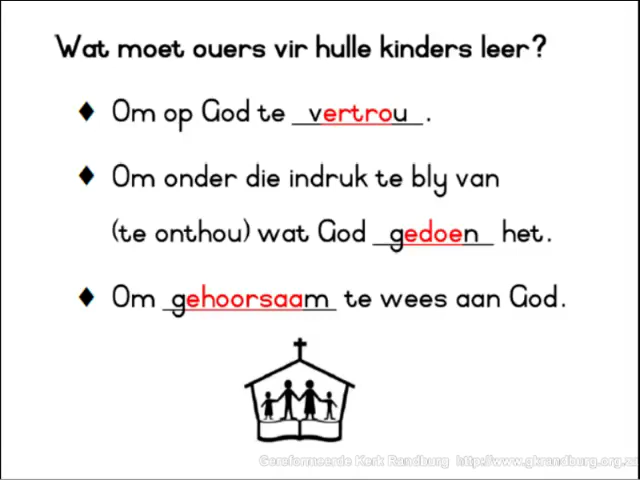 Wat moet ouers vir hulle kinders leer?
♦ Om op God te vertrou.
♦ Om onder die indruk te bly van
(te onthou) wat God gedoen het.
♦ Om gehoorsaam te wees aan God.
Gereformeerde Kerk Randburg http://www.gkrandburg.org.za